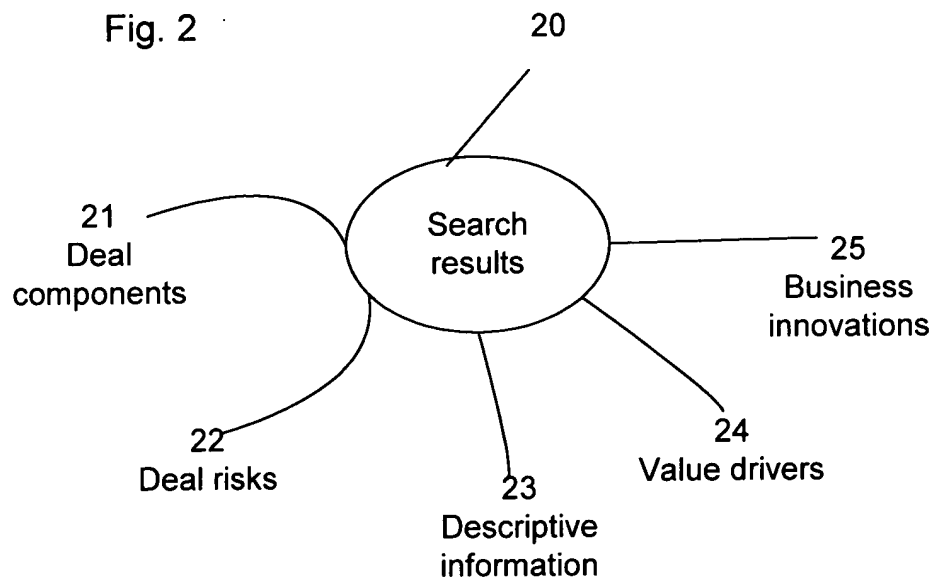 Fig. 2
20
Search
results
21
Deal
components
22
Deal risks
23
Descriptive
information
24
Value drivers
25
Business
innovations